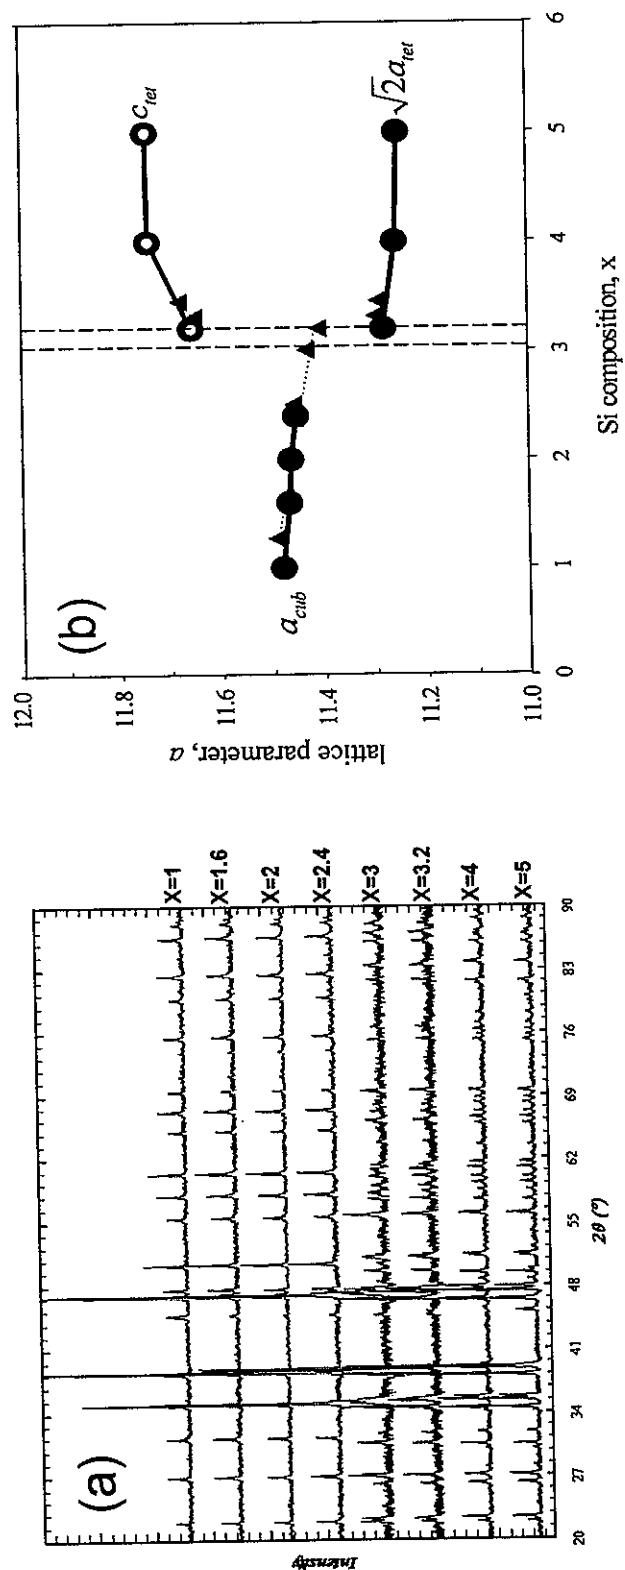 (a)
Intensity
X=1
X=1.6
X=2
X=2.4
X=3
X=3.2
X=4
X=5
20 27 34 41 48 55 62 69 76 83 90
2θ (°)
(b)
lattice parameter, a
12.0
11.8
11.6
11.4
11.2
11.0
a_cub
c_tet
√2a_tet
0 1 2 3 4 5 6
Si composition, x